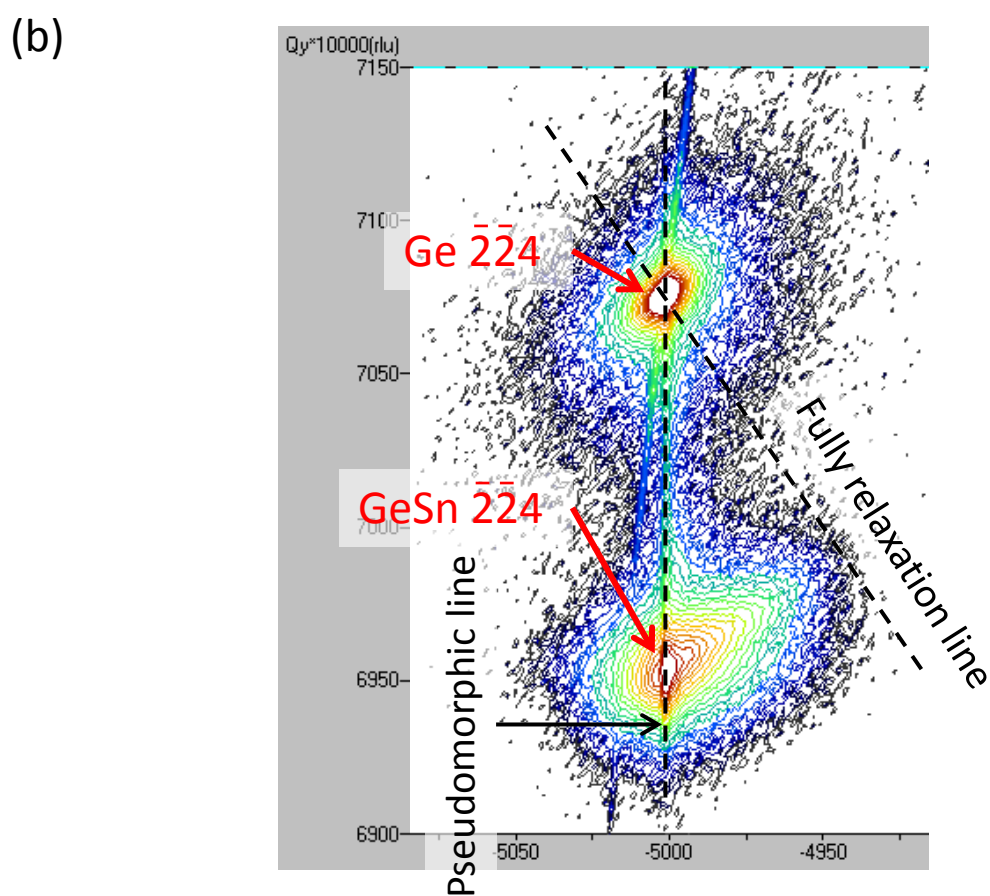 (b)
Qy*10000(rlu)
7150
7100
Ge 2̄2̄4
7050
GeSn 2̄2̄4
7000
Fully relaxation line
Pseudomorphic line
6950
6900
-5050
-5000
-4950